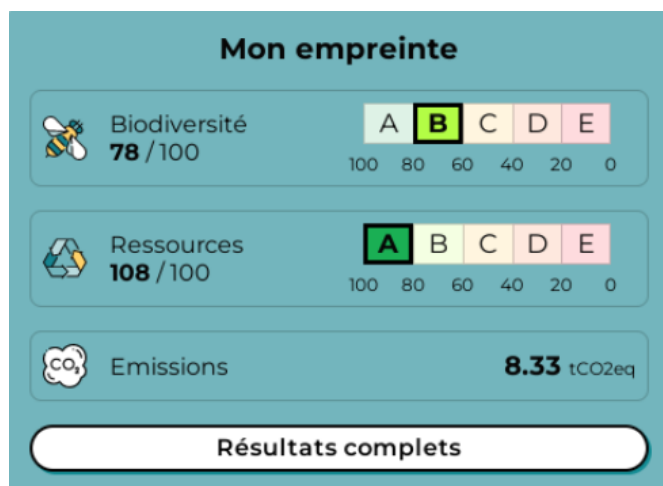 Mon empreinte
Biodiversité
78 / 100
A B C D E
100 80 60 40 20 0
Ressources
108 / 100
A B C D E
100 80 60 40 20 0
CO2
Emissions
8.33 tCO2eq
Résultats complets